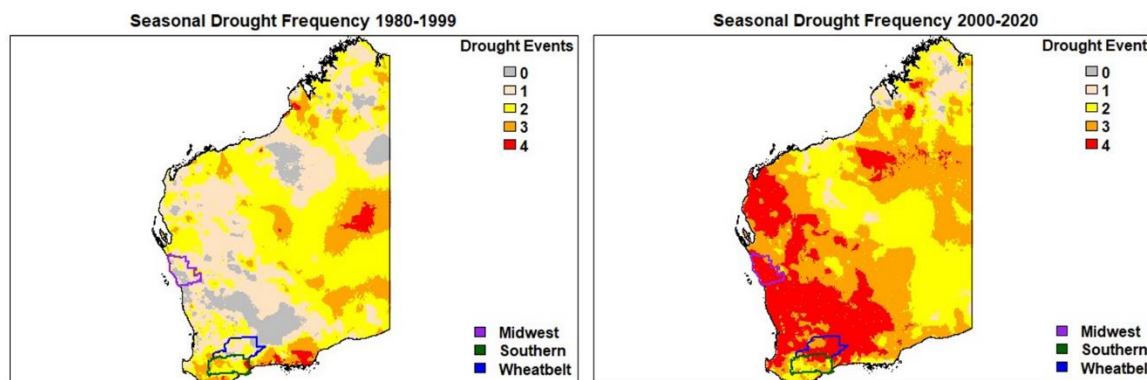 Seasonal Drought Frequency 1980-1999
Drought Events
0
1
2
3
4
Midwest
Southern
Wheatbelt
Seasonal Drought Frequency 2000-2020
Drought Event
0
1
2
3
4
Midwest
Southern
Wheatbelt